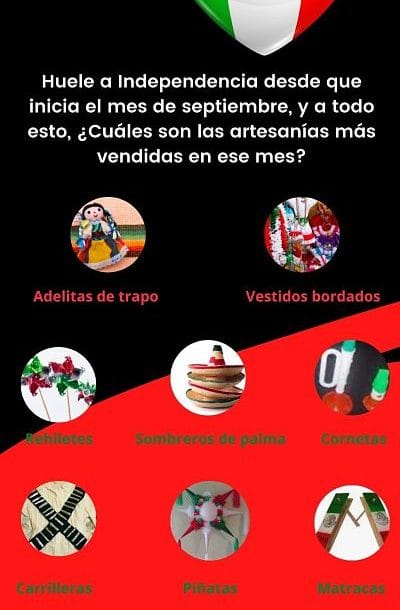 Huele a Independencia desde que
inicia el mes de septiembre, y a todo
esto, ¿Cuáles son las artesanías más
vendidas en ese mes?
Adelitas de trapo
Vestidos bordados
Rehiletes
Sombreros de palma
Cornetas
Carrilleras
Piñatas
Matracas